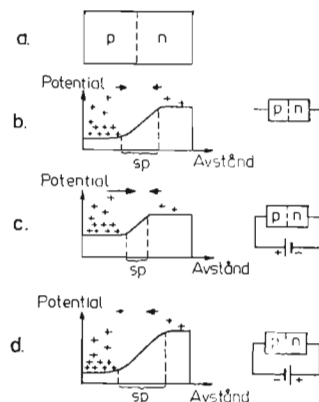 a. p n
Potential
b. p n
Avstånd
sp
Potential
c. p n
Avstånd
+ -
sp
Potential
d. p n
Avstånd
- +
sp